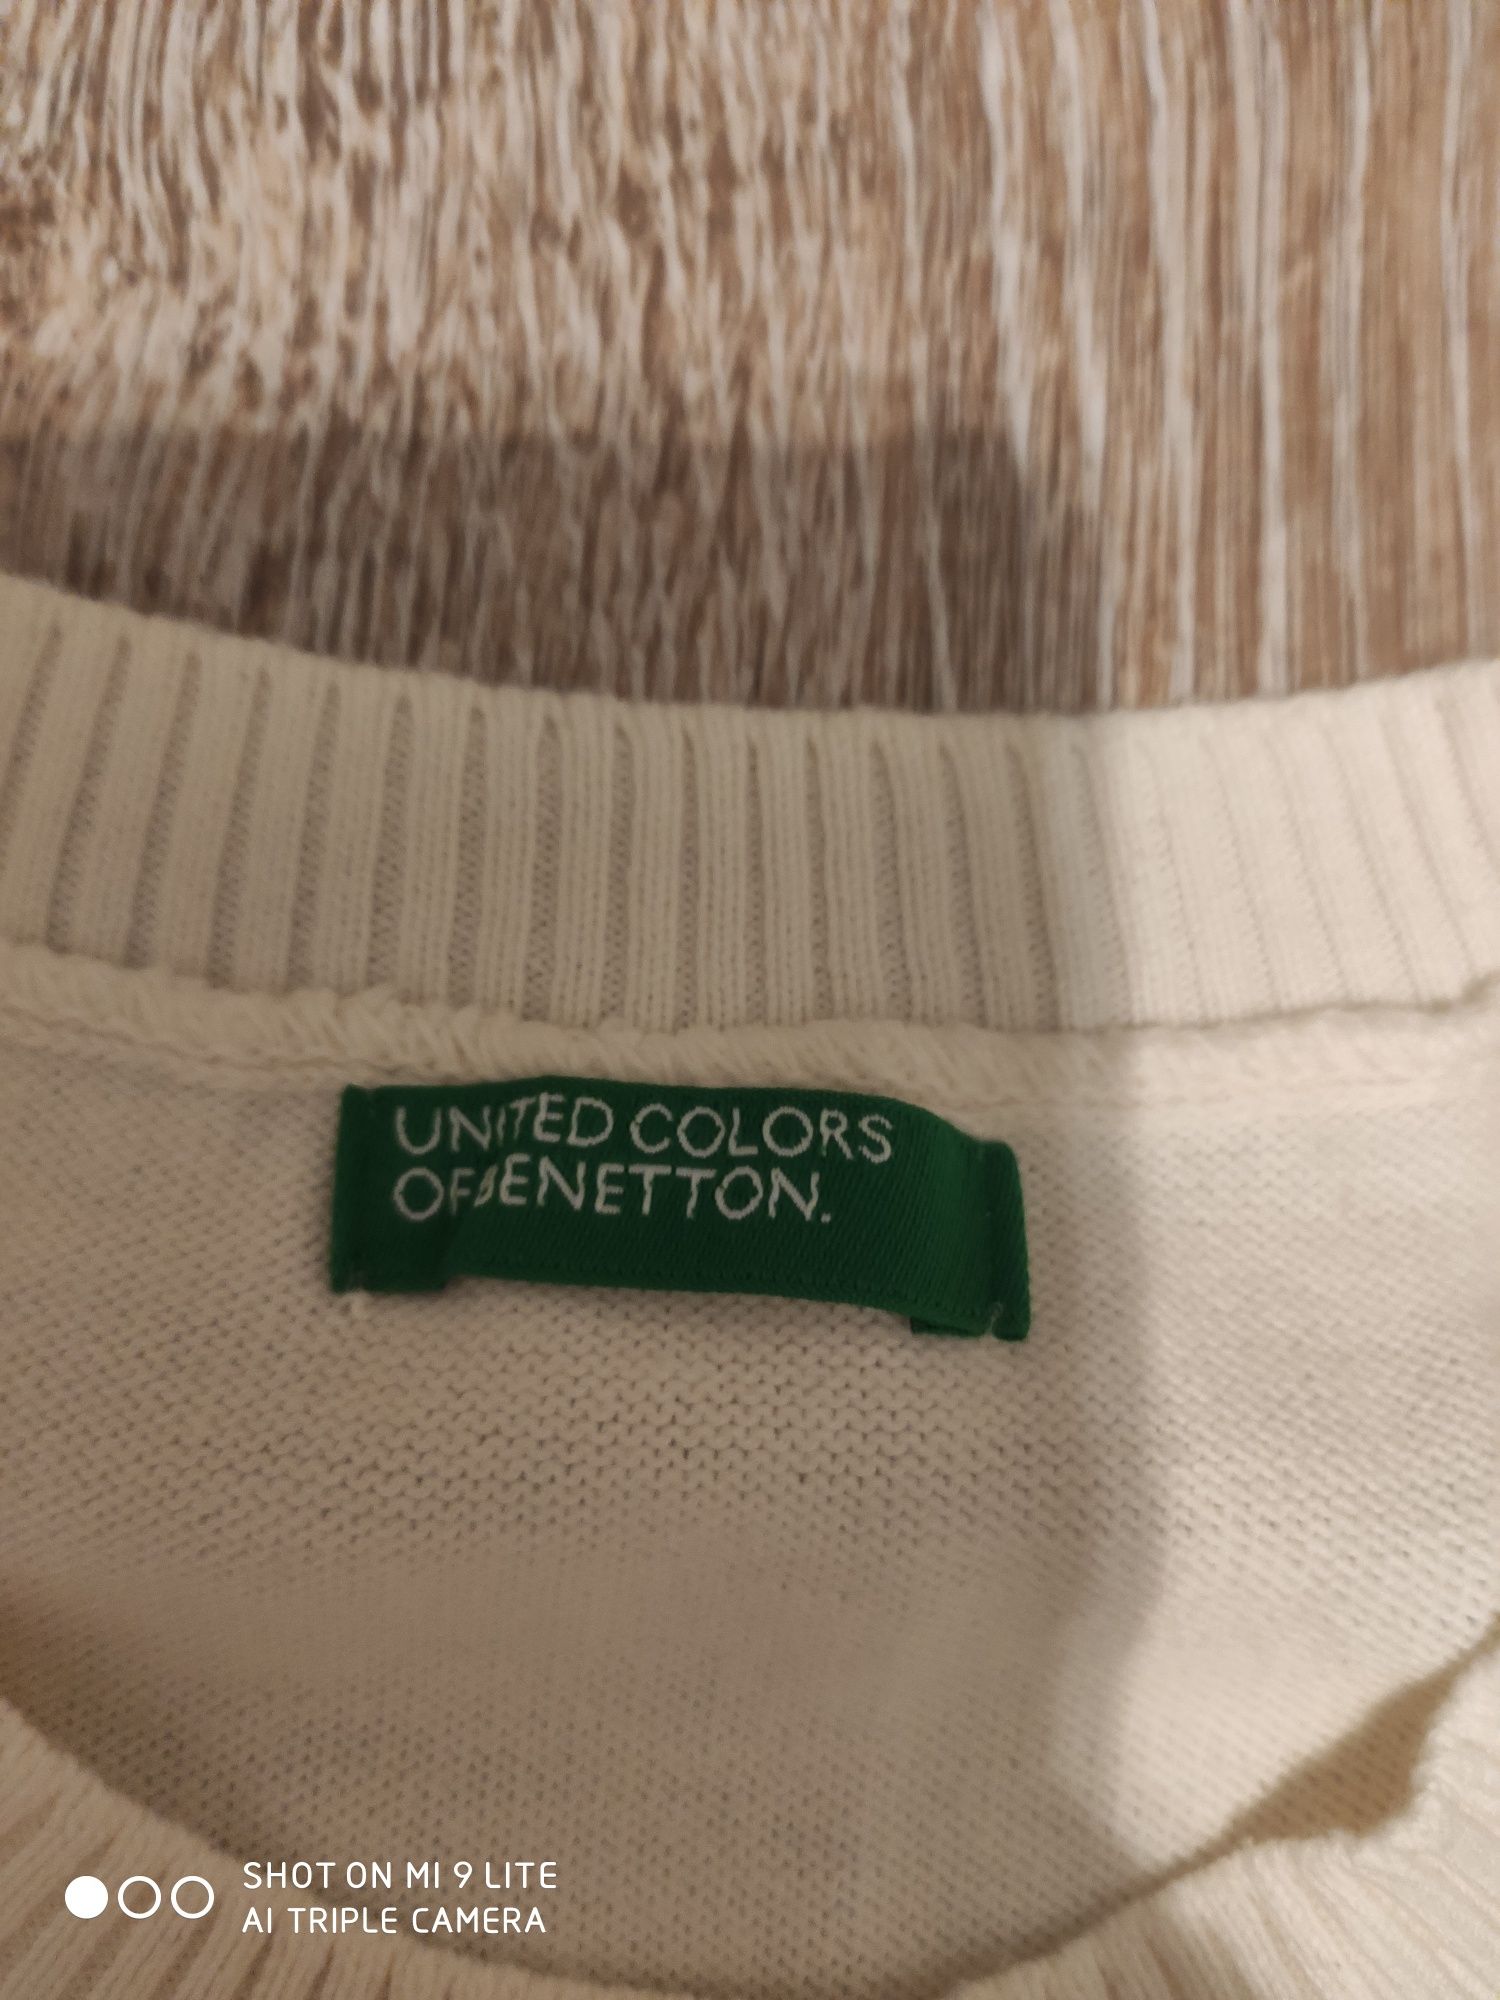 UNITED COLORS
OF BENETTON.
SHOT ON MI 9 LITE
AI TRIPLE CAMERA